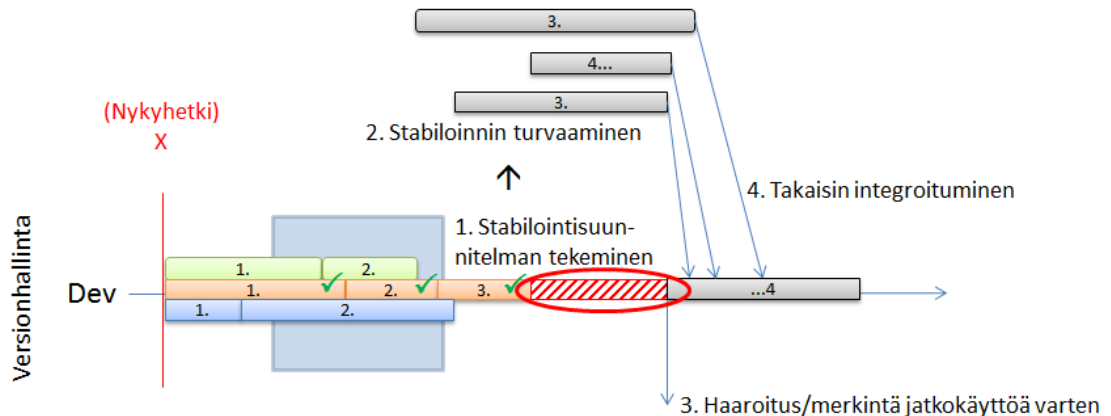 3.
4...
3.
(Nykyhetki)
X
2. Stabiloinnin turvaaminen
4. Takaisin integroituminen
1. Stabilointisuun-
nitelman tekeminen
Versionhallinta
Dev
1.
2.
1.
2.
3.
...4
1.
2.
3. Haaroitus/merkintä jatkokäyttöä varten